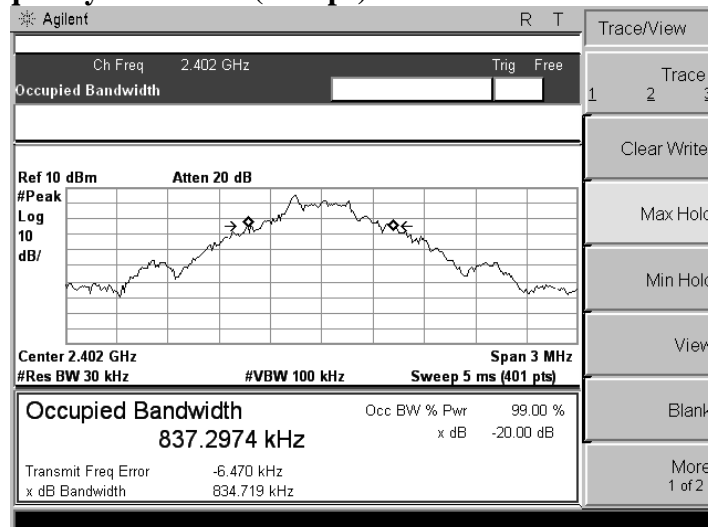 Agilent R T
Trace/View
Ch Freq 2.402 GHz Trig Free
Occupied Bandwidth
Trace
1 2 3
Clear Write
Max Hold
Min Hold
View
Blank
More
1 of 2
Ref 10 dBm Atten 20 dB
#Peak
Log
10
dB/
Center 2.402 GHz Span 3 MHz
#Res BW 30 kHz #VBW 100 kHz Sweep 5 ms (401 pts)
Occupied Bandwidth
837.2974 kHz
Occ BW % Pwr 99.00 %
x dB -20.00 dB
Transmit Freq Error -6.470 kHz
x dB Bandwidth 834.719 kHz